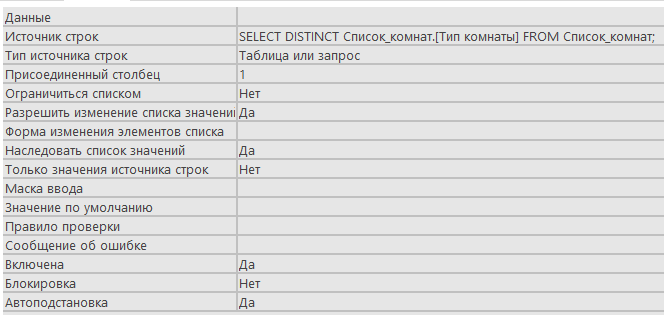 Данные
Источник строк SELECT DISTINCT Список_комнат.[Тип комнаты] FROM Список_комнат;
Тип источника строк Таблица или запрос
Присоединенный столбец 1
Ограничиться списком Нет
Разрешить изменение списка значени Да
Форма изменения элементов списка
Наследовать список значений Да
Только значения источника строк Нет
Маска ввода
Значение по умолчанию
Правило проверки
Сообщение об ошибке
Включена Да
Блокировка Нет
Автоподстановка Да